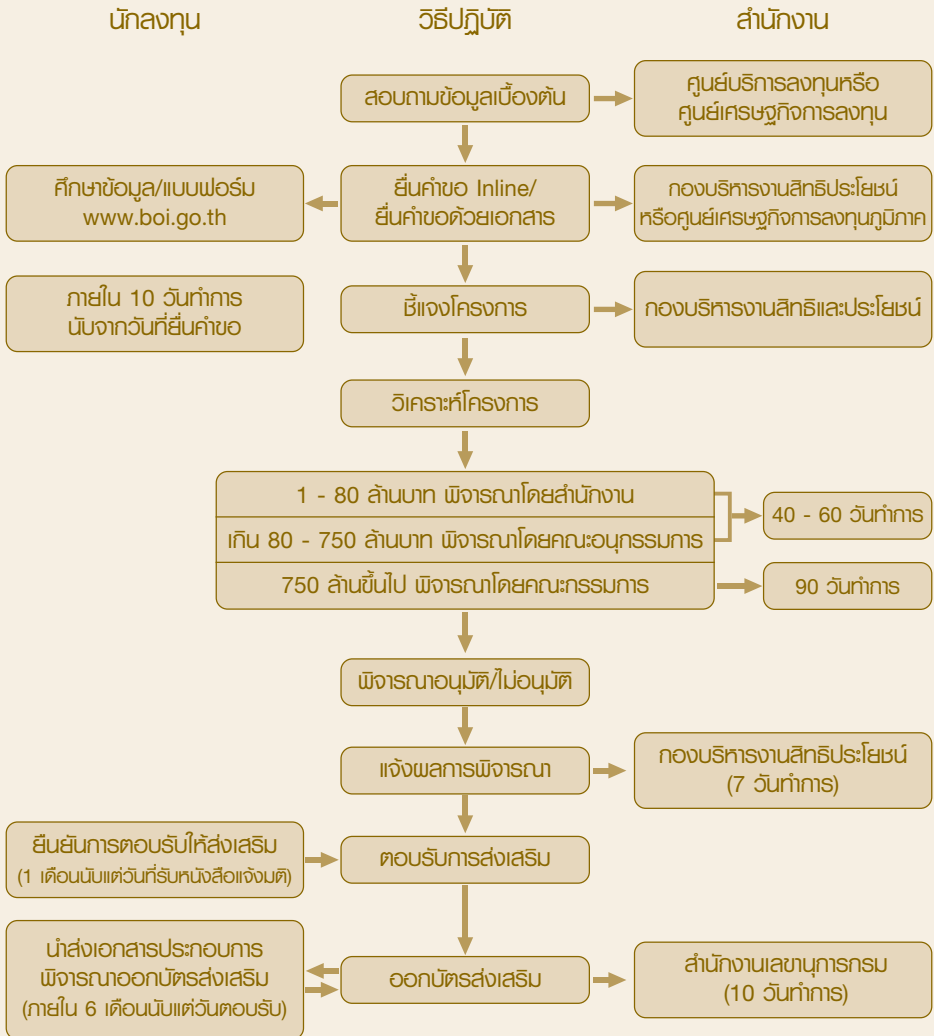 นักลงทุน
วิธีปฏิบัติ
สำนักงาน
สอบถามข้อมูลเบื้องต้น
ศูนย์บริการลงทุนหรือ
ศูนย์เศรษฐกิจการลงทุน
ศึกษาข้อมูล/แบบฟอร์ม
www.boi.go.th
ยื่นคำขอ Inline/
ยื่นคำขอด้วยเอกสาร
กองบริหารงานสิทธิประโยชน์
หรือศูนย์เศรษฐกิจการลงทุนภูมิภาค
ภายใน 10 วันทำการ
นับจากวันที่ยื่นคำขอ
ชี้แจงโครงการ
กองบริหารงานสิทธิและประโยชน์
วิเคราะห์โครงการ
1 - 80 ล้านบาท พิจารณาโดยสำนักงาน
เกิน 80 - 750 ล้านบาท พิจารณาโดยคณะอนุกรรมการ
40 - 60 วันทำการ
750 ล้านขึ้นไป พิจารณาโดยคณะกรรมการ
90 วันทำการ
พิจารณาอนุมัติ/ไม่อนุมัติ
แจ้งผลการพิจารณา
กองบริหารงานสิทธิประโยชน์
(7 วันทำการ)
ยืนยันการตอบรับให้ส่งเสริม
(1 เดือนนับแต่วันที่รับหนังสือแจ้งมติ)
ตอบรับการส่งเสริม
นำส่งเอกสารประกอบการ
พิจารณาออกบัตรส่งเสริม
(ภายใน 6 เดือนนับแต่วันตอบรับ)
ออกบัตรส่งเสริม
สำนักงานเลขานุการกรม
(10 วันทำการ)